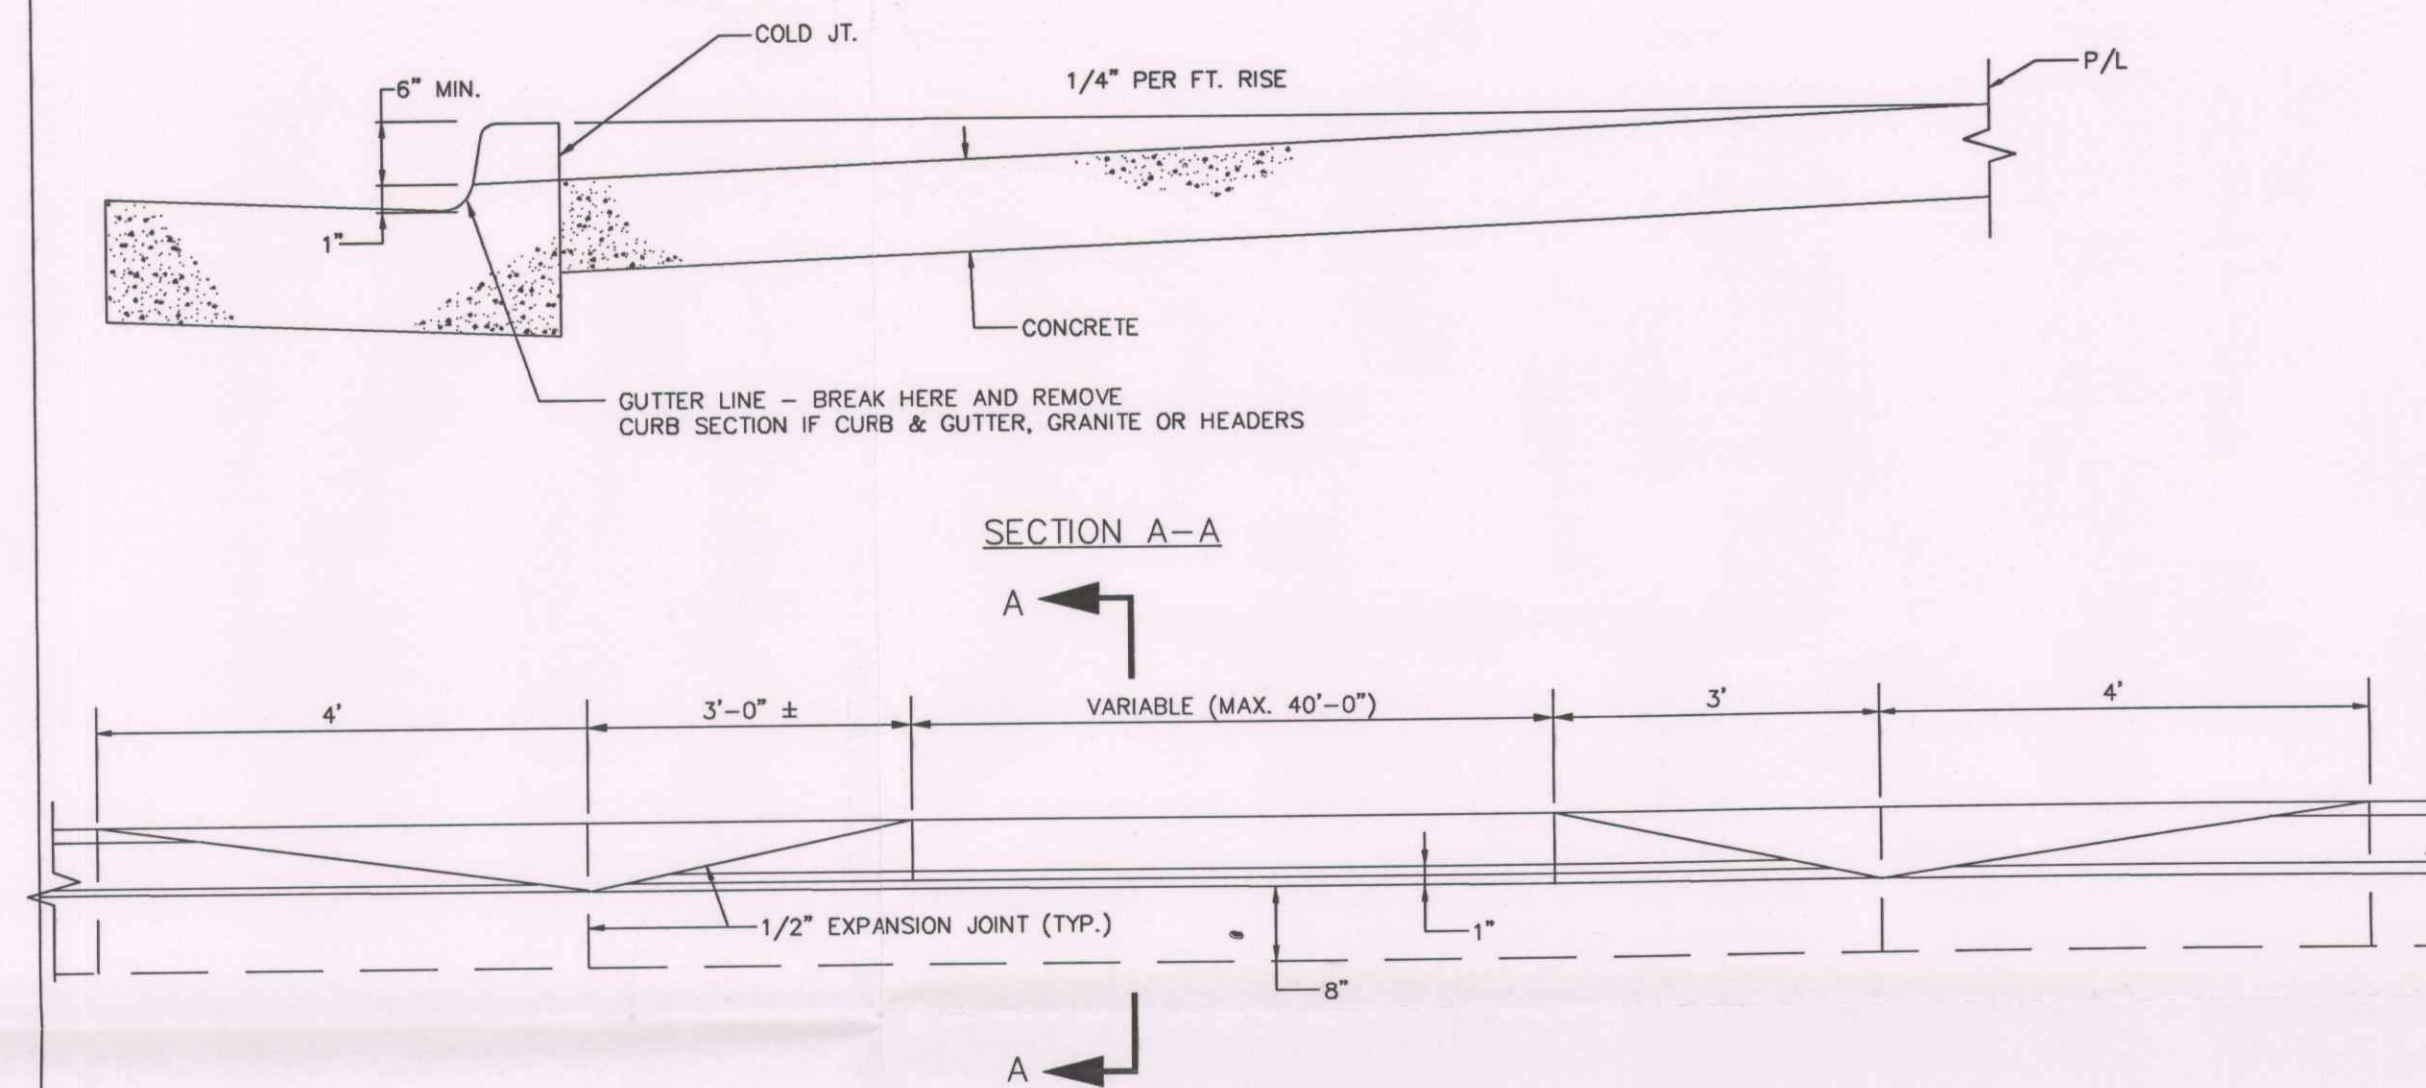 COLD JT.
6" MIN.
1/4" PER FT. RISE
P/L
1"
CONCRETE
GUTTER LINE – BREAK HERE AND REMOVE
CURB SECTION IF CURB & GUTTER, GRANITE OR HEADERS
SECTION A–A
A
4'
3'–0" ±
VARIABLE (MAX. 40'–0")
3'
4'
1/2" EXPANSION JOINT (TYP.)
1"
8"
A